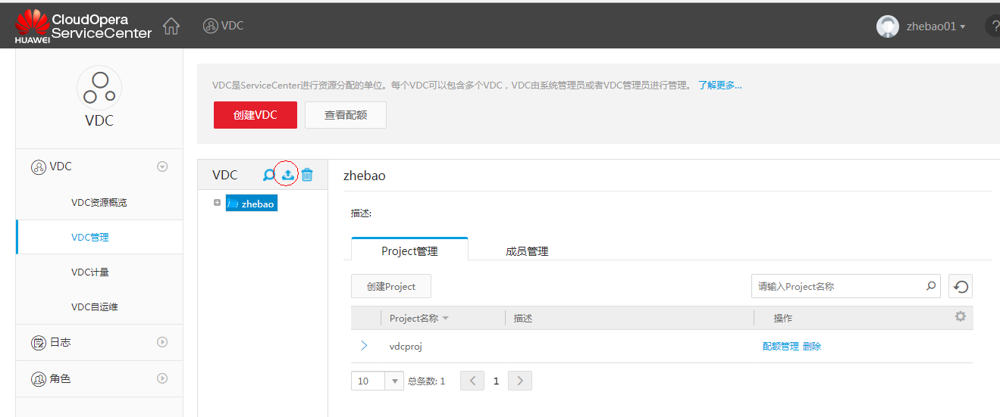 HUAWEI
CloudOpera
ServiceCenter
VDC
zhebao01
?
VDC
VDC
VDC资源概览
VDC管理
VDC计量
VDC自运维
日志
角色
VDC是ServiceCenter进行资源分配的单位。每个VDC可以包含多个VDC，VDC由系统管理员或者VDC管理员进行管理。 了解更多...
创建VDC 查看配额
VDC
zhebao
zhebao
描述:
Project管理 成员管理
创建Project 请输入Project名称
Project名称 描述 操作
vdcproj 配额管理 删除
10 总条数: 1 1